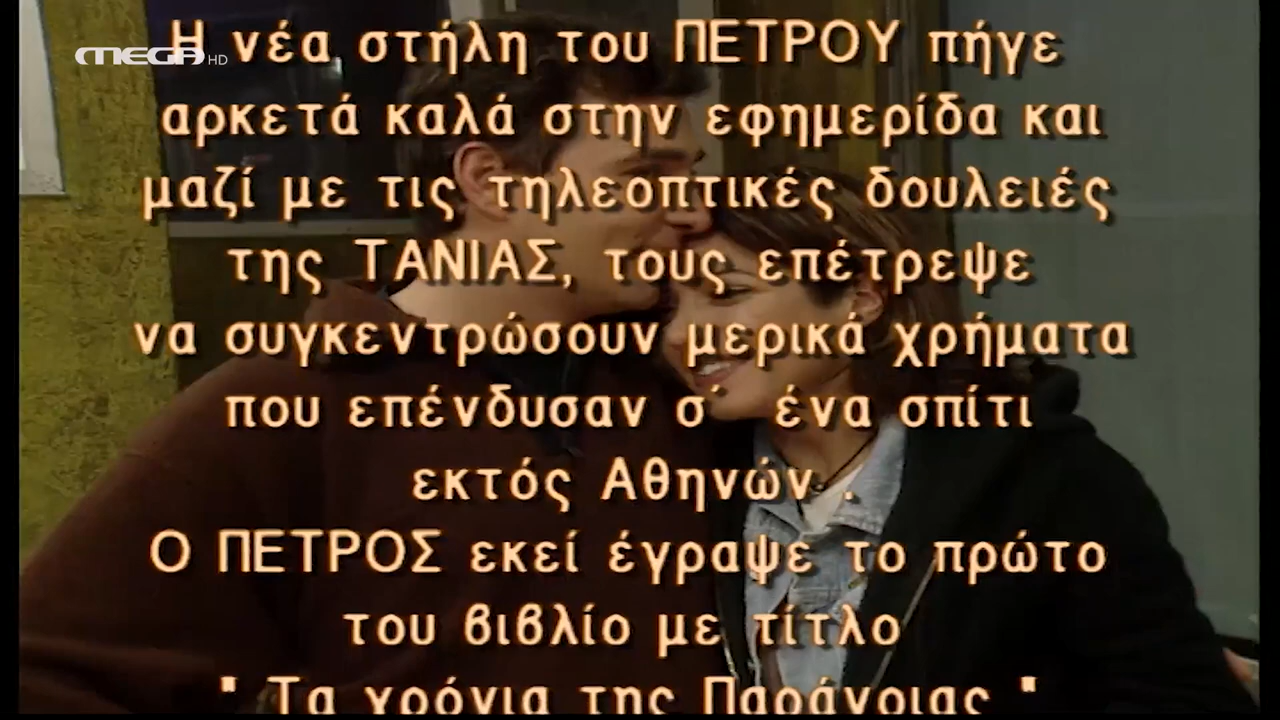 MEGA HD
Η νέα στήλη του ΠΕΤΡΟΥ πήγε
αρκετά καλά στην εφημερίδα και
μαζί με τις τηλεοπτικές δουλειές
της ΤΑΝΙΑΣ, τους επέτρεψε
να συγκεντρώσουν μερικά χρήματα
που επένδυσαν σ΄ ένα σπίτι
εκτός Αθηνών .
Ο ΠΕΤΡΟΣ εκεί έγραψε το πρώτο
του βιβλίο με τίτλο
" Τα χρόνια της Παράνοιας "